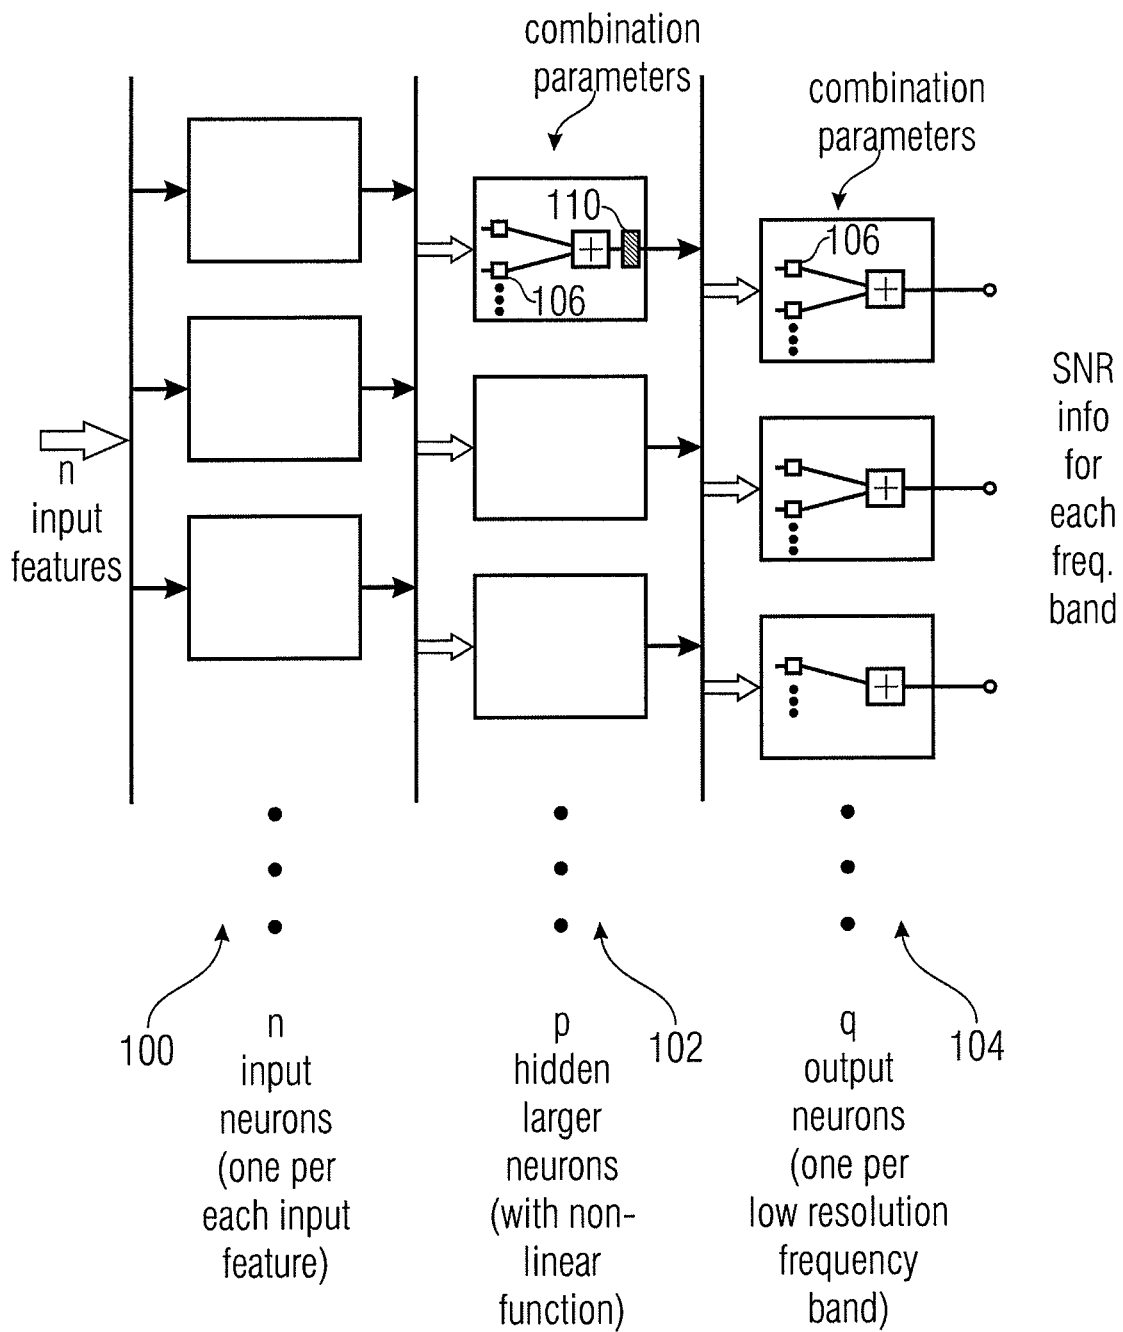 combination
parameters
combination
parameters
110
106
106
n
input
features
SNR
info
for
each
freq.
band
100
n
input
neurons
(one per
each input
feature)
p
hidden
larger
neurons
(with non-
linear
function)
102
q
output
neurons
(one per
low resolution
frequency
band)
104